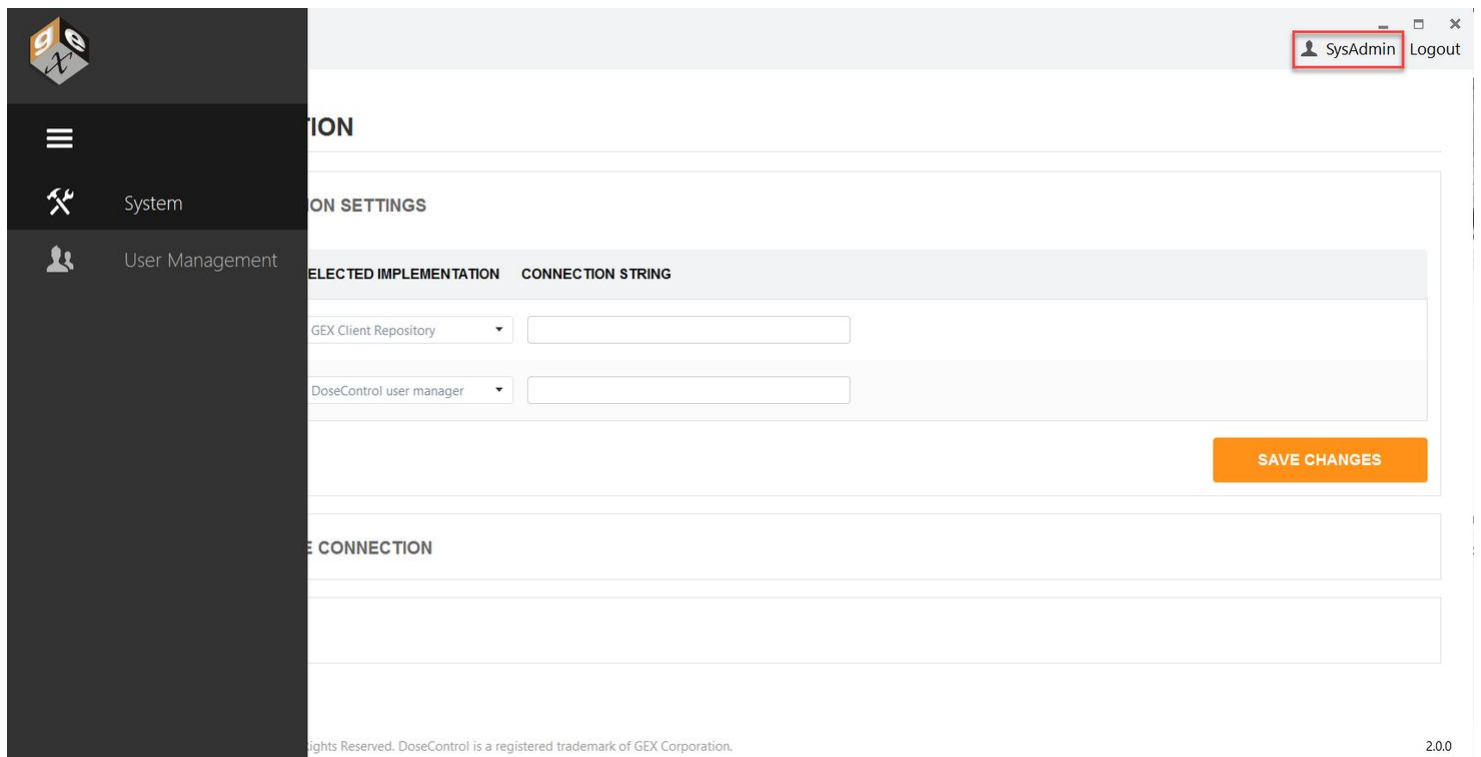 gex
SysAdmin Logout
TION
System
ION SETTINGS
User Management
ELECTED IMPLEMENTATION CONNECTION STRING
GEX Client Repository
DoseControl user manager
SAVE CHANGES
E CONNECTION
ights Reserved. DoseControl is a registered trademark of GEX Corporation.
2.0.0